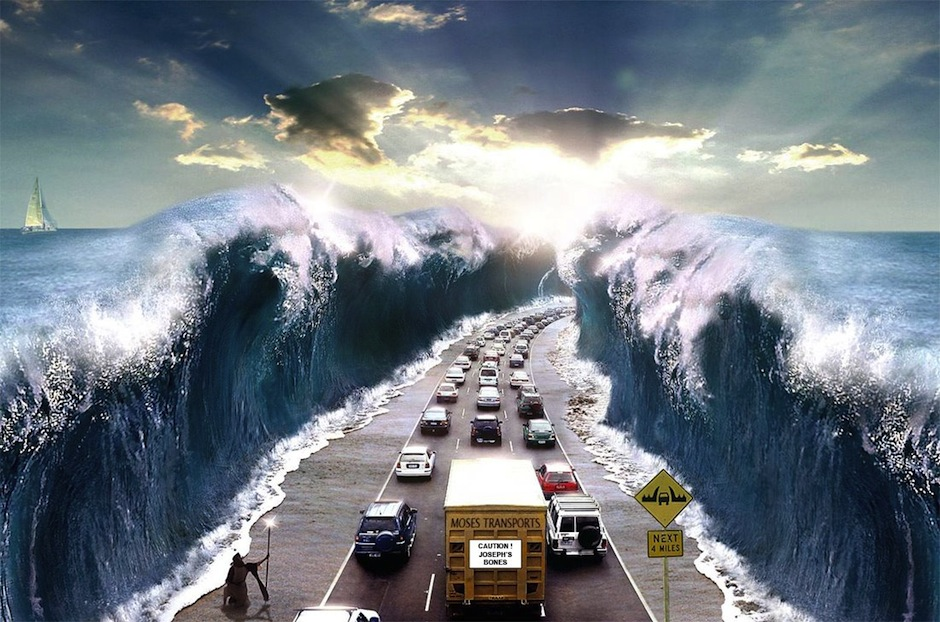 MOSES TRANSPORTS
CAUTION !
JOSEPH'S
BONES
NEXT
4 MILES